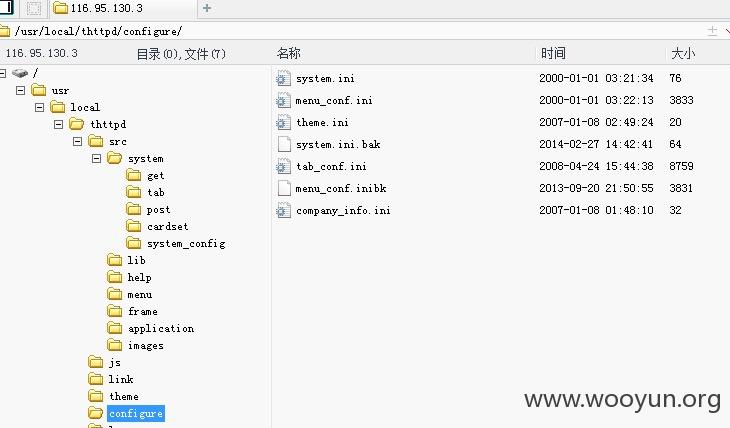 116.95.130.3
/usr/local/thttpd/configure/
116.95.130.3 目录(0),文件(7) 名称 时间 大小
/
usr
local
thttpd
src
system
get
tab
post
cardset
system_config
lib
help
menu
frame
application
images
js
link
theme
configure
system.ini 2000-01-01 03:21:34 76
menu_conf.ini 2000-01-01 03:22:13 3833
theme.ini 2007-01-08 02:49:24 20
system.ini.bak 2014-02-27 14:42:41 64
tab_conf.ini 2008-04-24 15:44:38 8759
menu_conf.inibk 2013-09-20 21:50:55 3831
company_info.ini 2007-01-08 01:48:10 32
www.wooyun.org